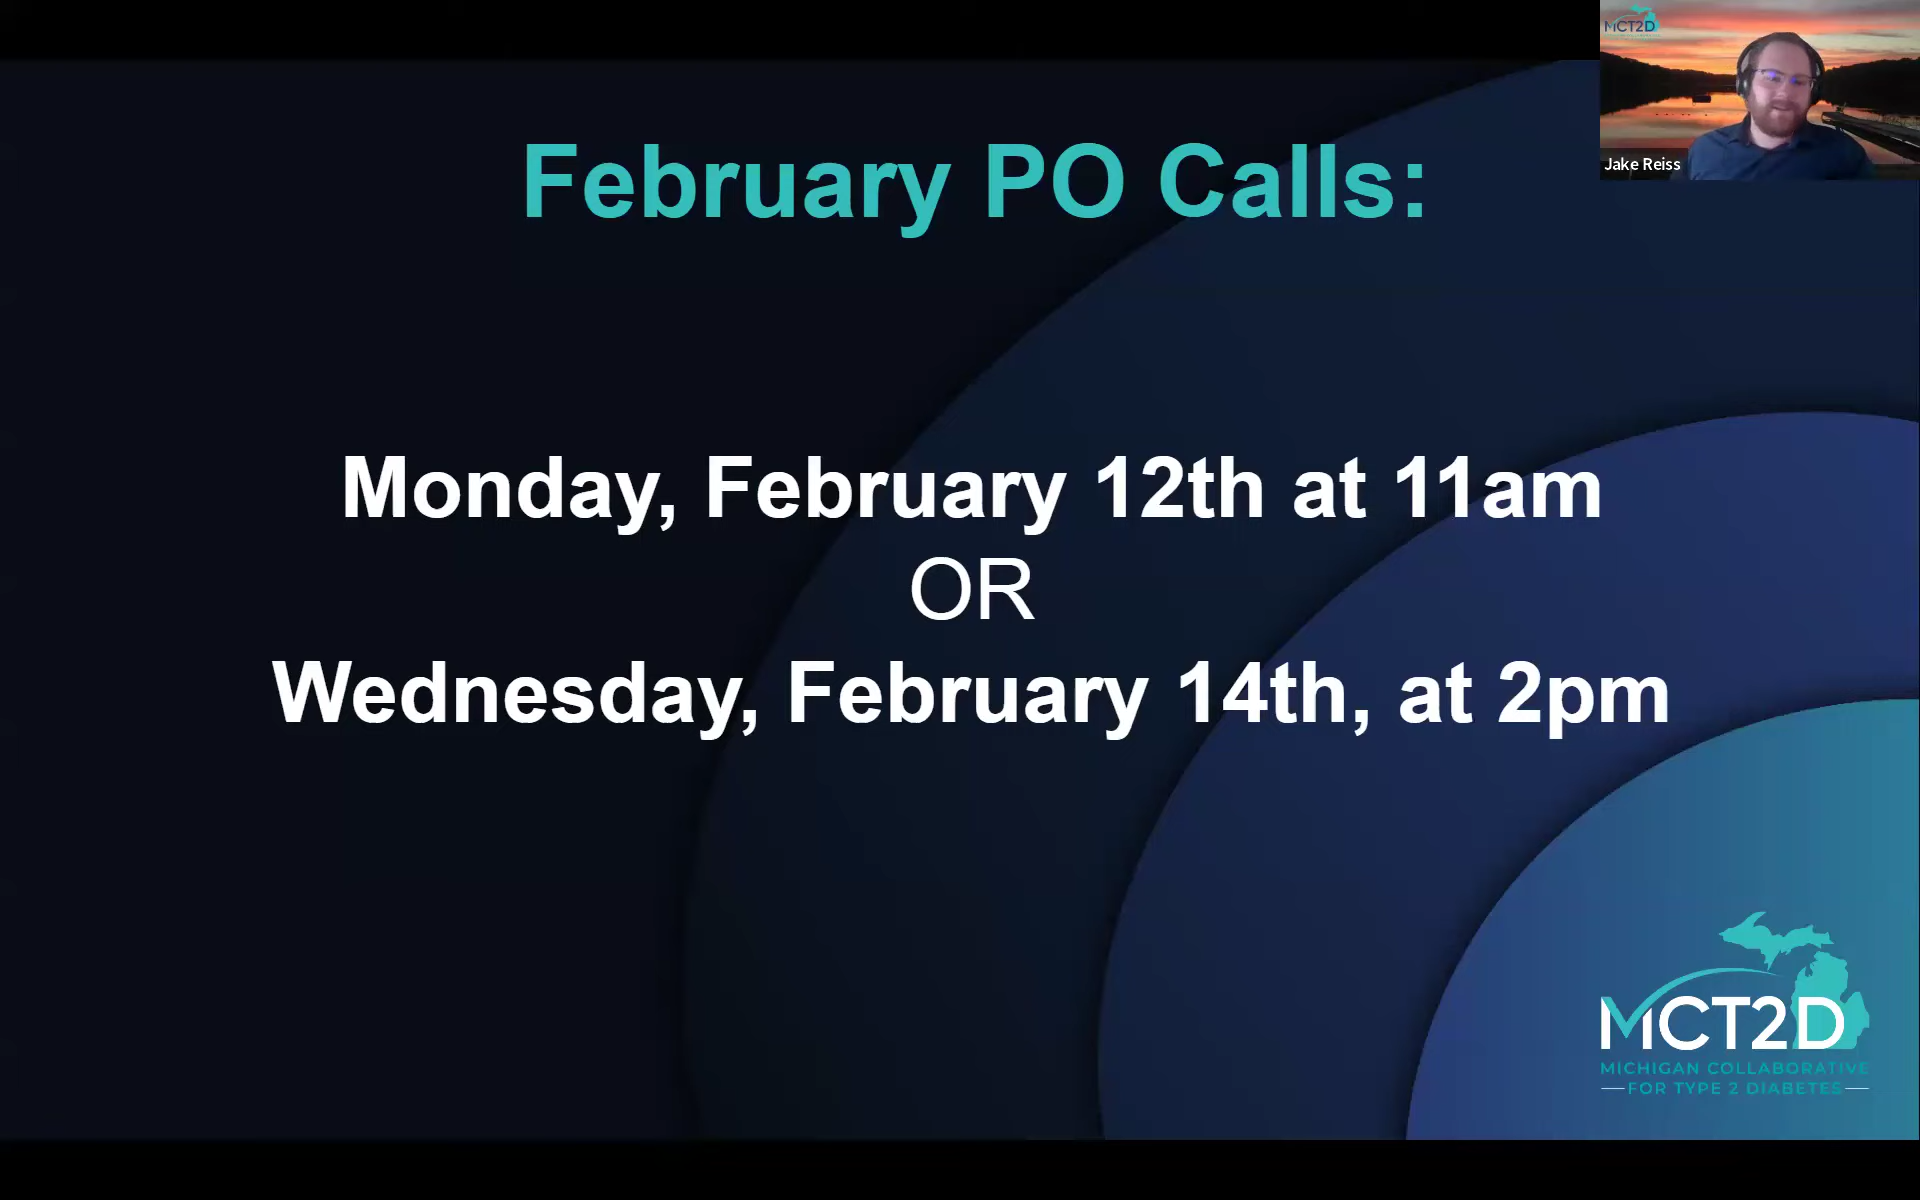 MCT2D
Jake Reiss
February PO Calls:
Monday, February 12th at 11am
OR
Wednesday, February 14th, at 2pm
MCT2D
MICHIGAN COLLABORATIVE
FOR TYPE 2 DIABETES